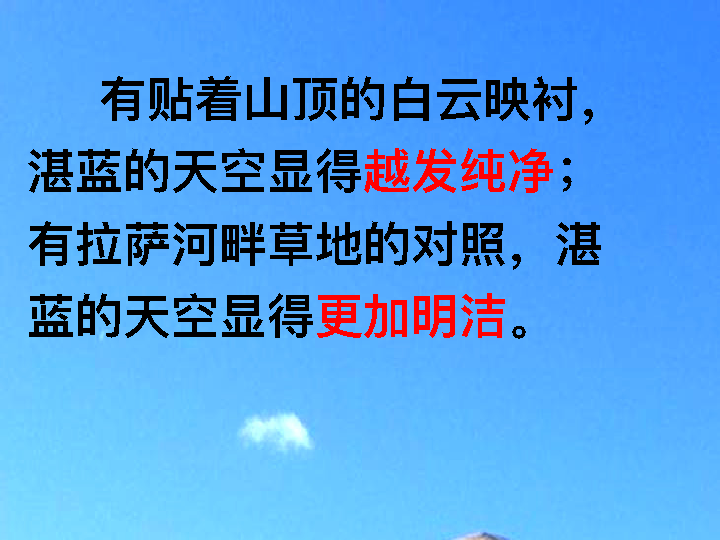 有贴着山顶的白云映衬，
湛蓝的天空显得越发纯净；
有拉萨河畔草地的对照，湛
蓝的天空显得更加明洁。